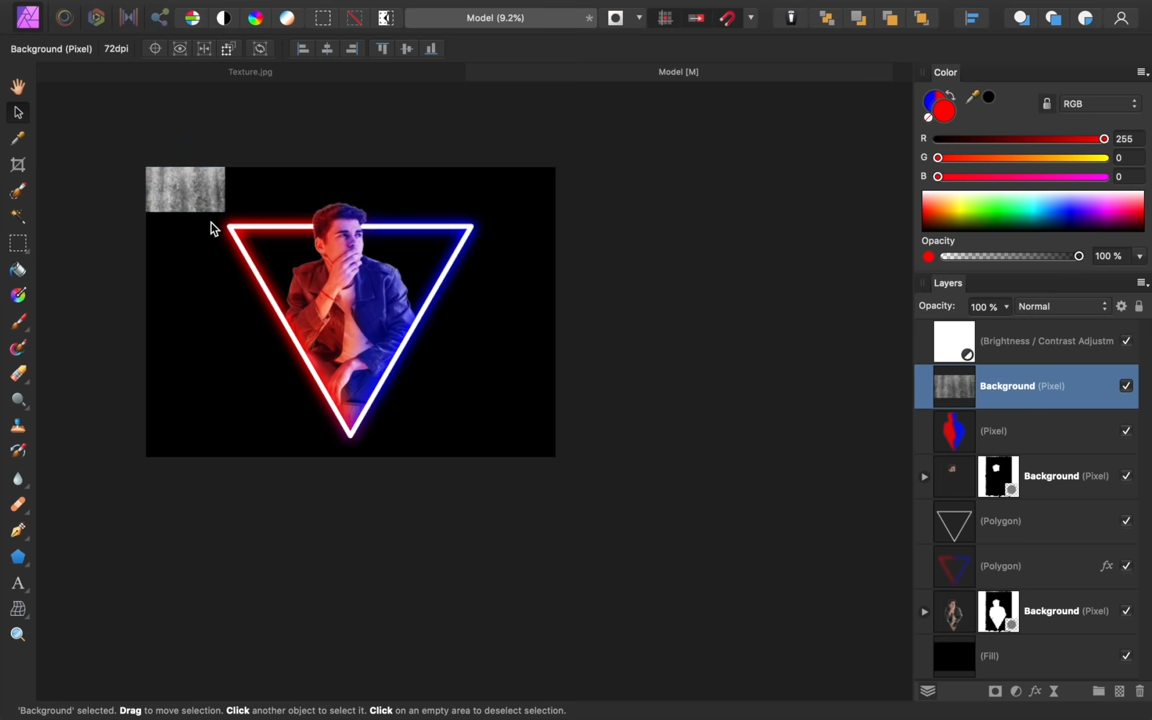 Model (9.2%)
*
Background (Pixel)
72dpi
Texture.jpg
Model [M]
Color
RGB
R
255
G
0
B
0
Opacity
100 %
Layers
Opacity:
100 %
Normal
(Brightness / Contrast Adjustm
Background (Pixel)
(Pixel)
Background (Pixel)
(Polygon)
(Polygon)
fx
Background (Pixel)
(Fill)
fx
A
'Background' selected. Drag to move selection. Click another object to select it. Click on an empty area to deselect selection.